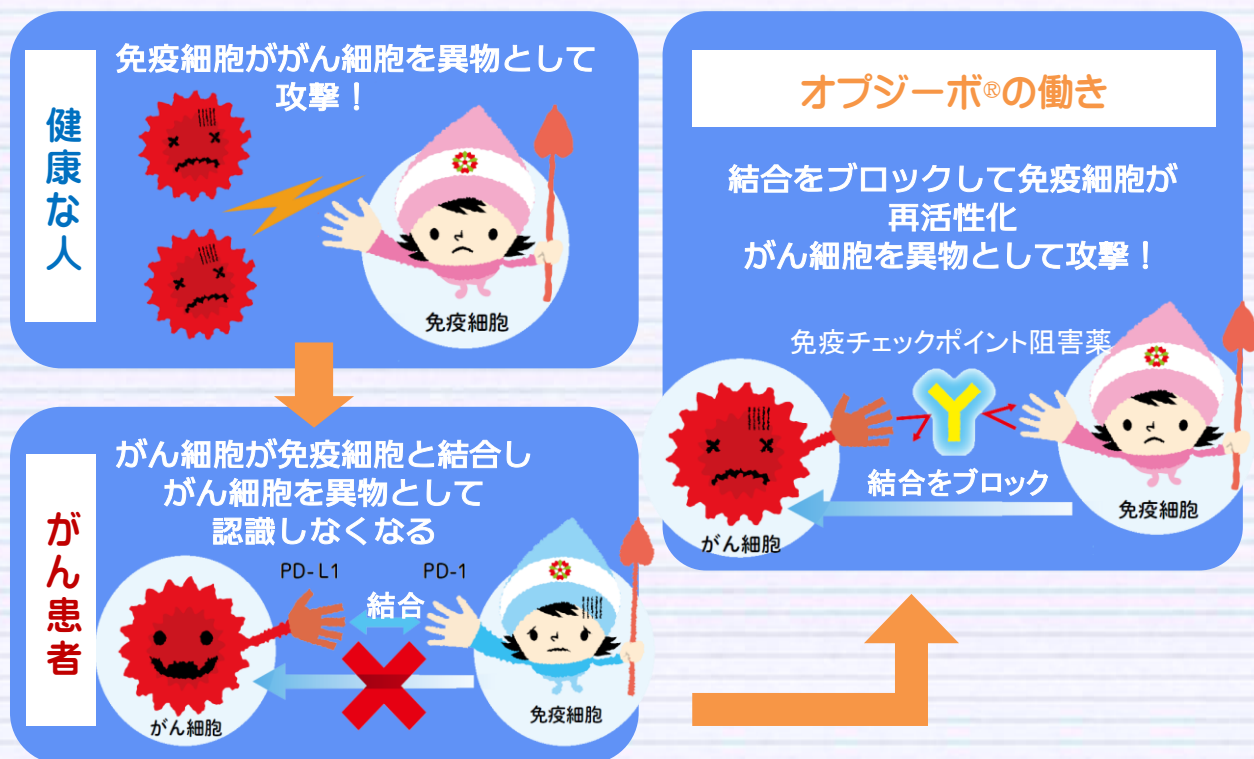 健康な人
免疫細胞ががん細胞を異物として
攻撃！
免疫細胞
がん患者
がん細胞が免疫細胞と結合し
がん細胞を異物として
認識しなくなる
PD-L1
PD-1
結合
がん細胞
免疫細胞
オプジーボ®の働き
結合をブロックして免疫細胞が
再活性化
がん細胞を異物として攻撃！
免疫チェックポイント阻害薬
結合をブロック
がん細胞
免疫細胞